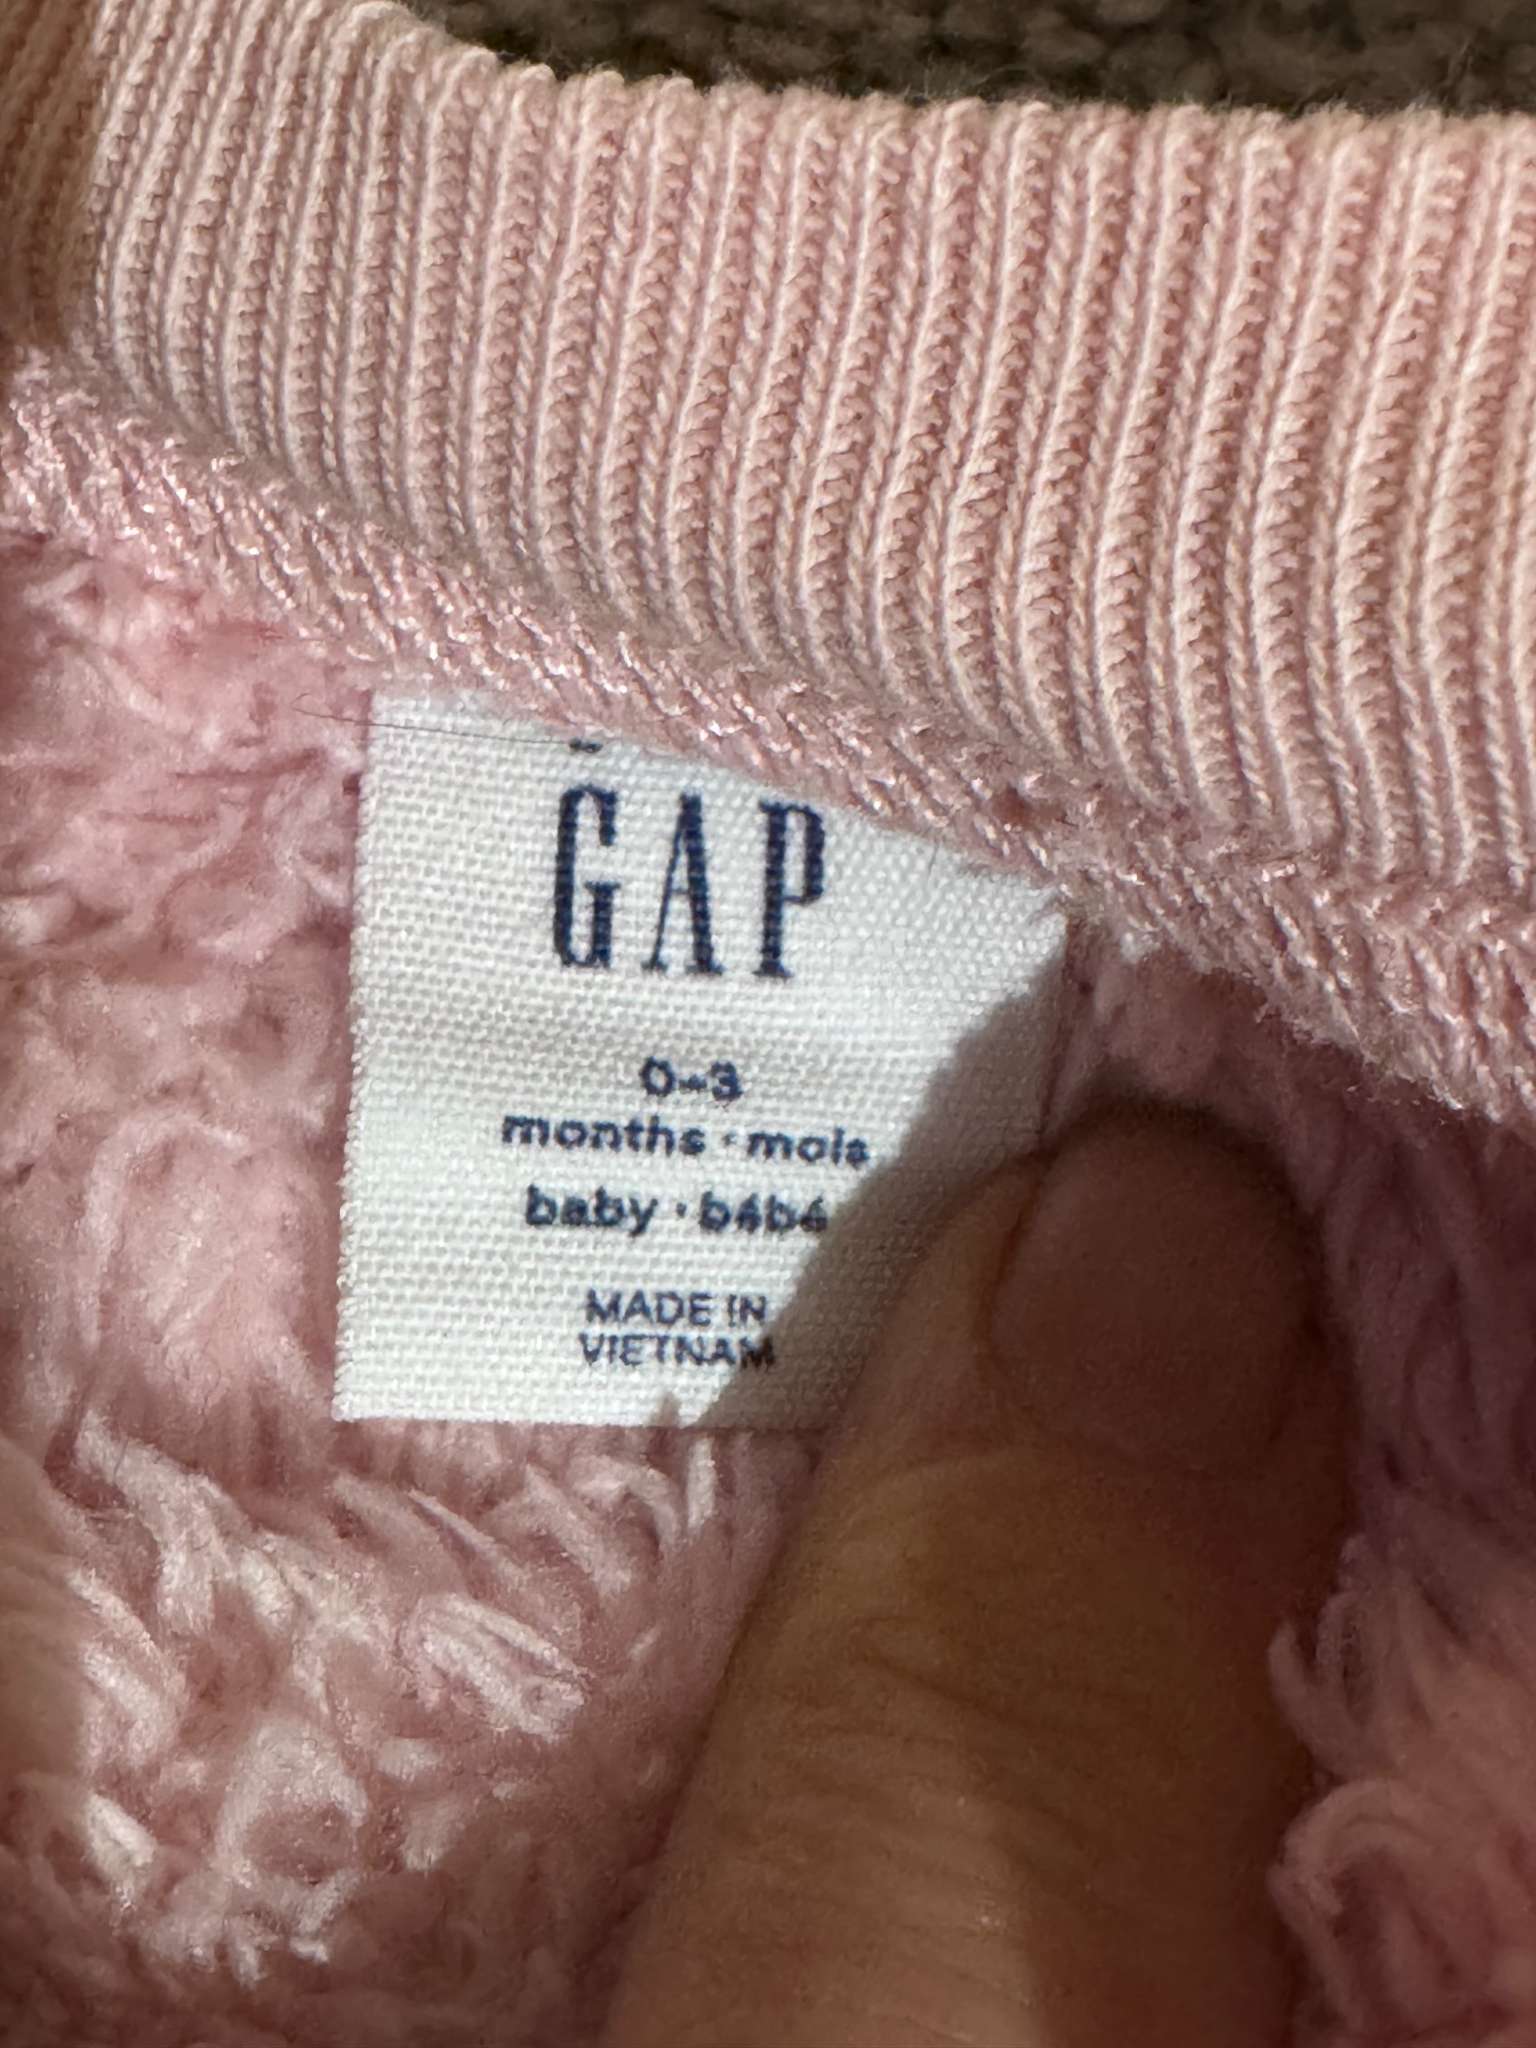 GAP
0-3
months · mois
baby · bébé
MADE IN
VIETNAM